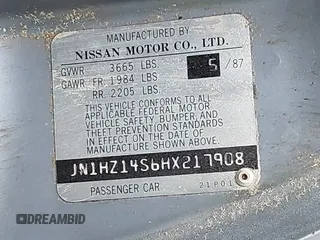 MANUFACTURED BY
NISSAN MOTOR CO., LTD.
GVWR 3665 LBS 5 /87
GAWR FR. 1984 LBS
RR. 2205 LBS
THIS VEHICLE CONFORMS TO ALL
APPLICABLE FEDERAL MOTOR
VEHICLE SAFETY, BUMPER, AND
THEFT PREVENTION STANDARDS
IN EFFECT ON THE DATE OF
MANUFACTURE SHOWN ABOVE.
JN1HZ14S6HX217908
PASSENGER CAR 21P01
DREAMBID